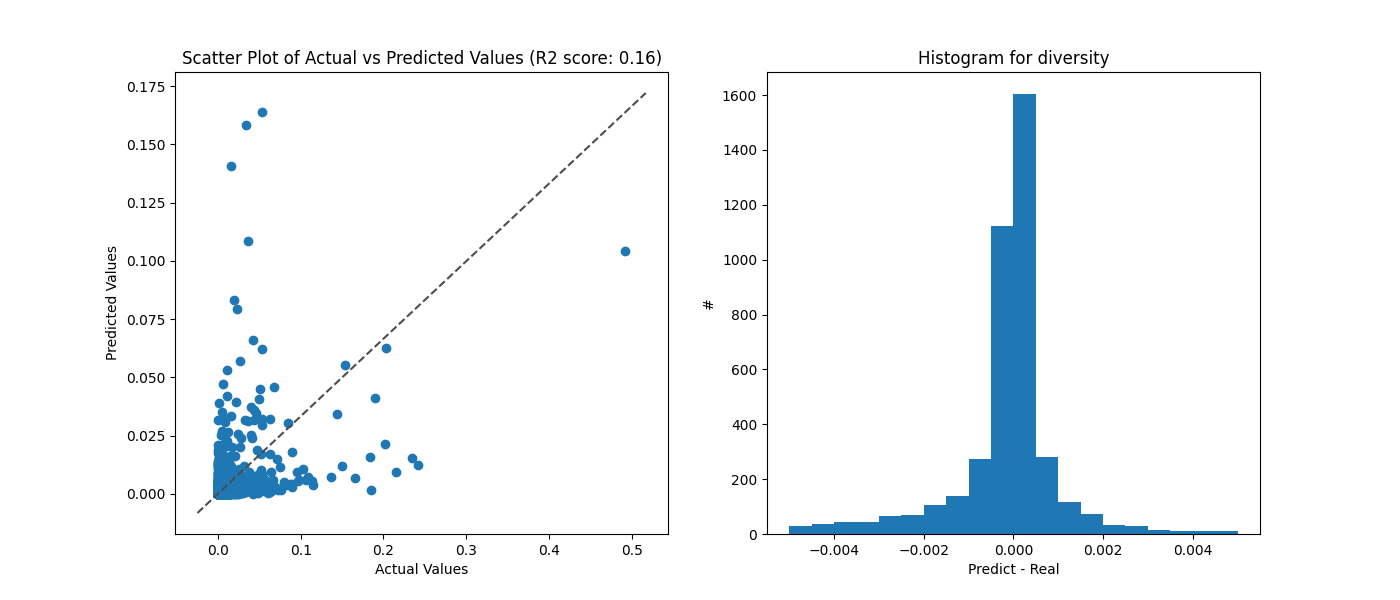 Scatter Plot of Actual vs Predicted Values (R2 score: 0.16)
0.175
0.150
0.125
0.100
0.075
0.050
0.025
0.000
Predicted Values
0.0 0.1 0.2 0.3 0.4 0.5
Actual Values
Histogram for diversity
1600
1400
1200
1000
800
600
400
200
0
#
−0.004 −0.002 0.000 0.002 0.004
Predict - Real